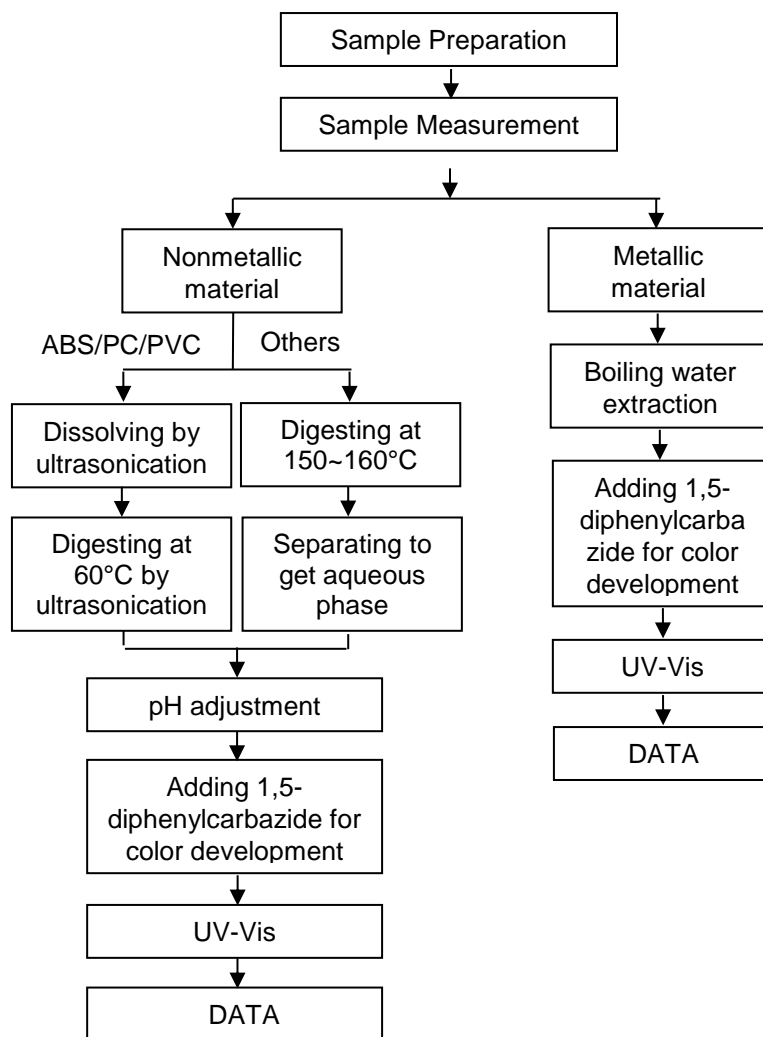 Sample Preparation
Sample Measurement
Nonmetallic
material
Metallic
material
ABS/PC/PVC
Others
Dissolving by
ultrasonication
Digesting at
150~160°C
Boiling water
extraction
Digesting at
60°C by
ultrasonication
Separating to
get aqueous
phase
Adding 1,5-
diphenylcarba
zide for color
development
pH adjustment
UV-Vis
DATA
Adding 1,5-
diphenylcarbazide for
color development
UV-Vis
DATA